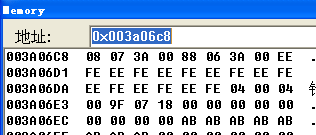 Memory
地址: 0x003a06c8
003A06C8 08 07 3A 00 88 06 3A 00 EE .
003A06D1 FE EE FE EE FE EE FE EE FE
003A06DA EE FE EE FE EE FE 04 00 04
003A06E3 00 9F 07 18 00 00 00 00 00 .
003A06EC 00 00 00 00 AB AB AB AB AB .